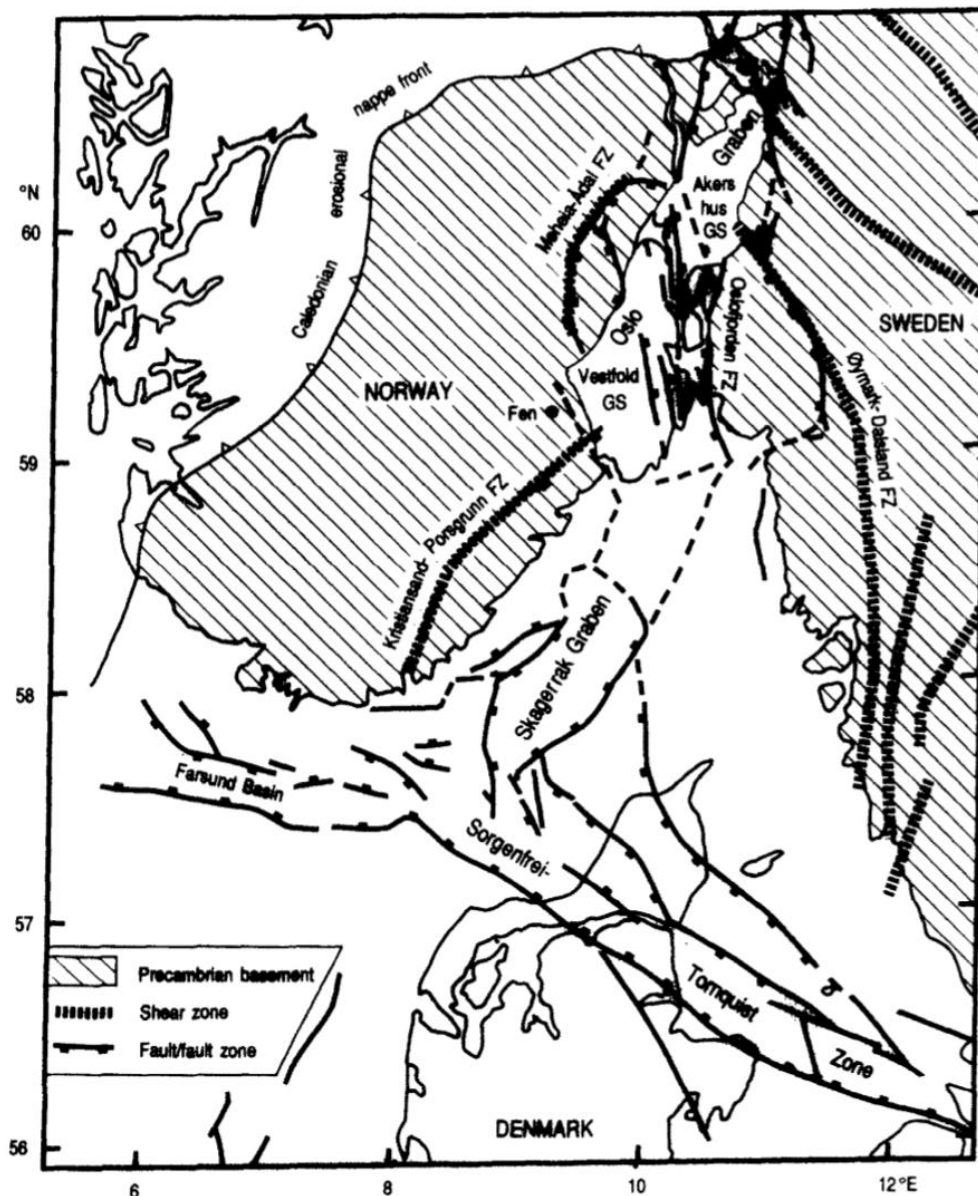 nappe front
erosional
Caledonian
°N
60
59
58
57
56
Meheia-Adal FZ
Graben
Akers
hus
GS
Oslo
Oslofjorden FZ
SWEDEN
NORWAY
Vestfold
GS
Fen
Øymark-Dalsland FZ
Kristiansand-Porsgrunn FZ
Skagerrak Graben
Farsund Basin
Sorgenfrei-
Tornquist
Zone
Precambrian basement
Shear zone
Fault/fault zone
DENMARK
6
8
10
12°E